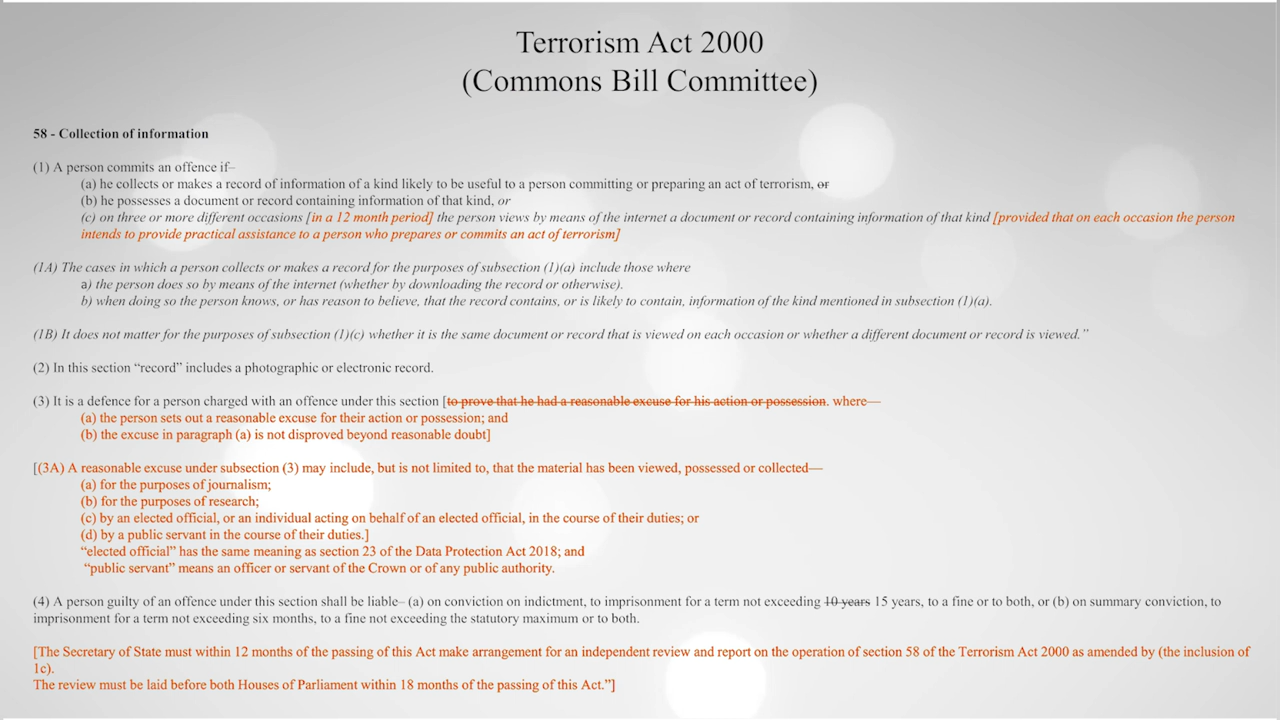 Terrorism Act 2000
(Commons Bill Committee)
58 - Collection of information
(1) A person commits an offence if–
(a) he collects or makes a record of information of a kind likely to be useful to a person committing or preparing an act of terrorism, or
(b) he possesses a document or record containing information of that kind, or
(c) on three or more different occasions [in a 12 month period] the person views by means of the internet a document or record containing information of that kind [provided that on each occasion the person
intends to provide practical assistance to a person who prepares or commits an act of terrorism]
(1A) The cases in which a person collects or makes a record for the purposes of subsection (1)(a) include those where
a) the person does so by means of the internet (whether by downloading the record or otherwise).
b) when doing so the person knows, or has reason to believe, that the record contains, or is likely to contain, information of the kind mentioned in subsection (1)(a).
(1B) It does not matter for the purposes of subsection (1)(c) whether it is the same document or record that is viewed on each occasion or whether a different document or record is viewed.”
(2) In this section “record” includes a photographic or electronic record.
(3) It is a defence for a person charged with an offence under this section [to prove that he had a reasonable excuse for his action or possession. where—
(a) the person sets out a reasonable excuse for their action or possession; and
(b) the excuse in paragraph (a) is not disproved beyond reasonable doubt]
[(3A) A reasonable excuse under subsection (3) may include, but is not limited to, that the material has been viewed, possessed or collected—
(a) for the purposes of journalism;
(b) for the purposes of research;
(c) by an elected official, or an individual acting on behalf of an elected official, in the course of their duties; or
(d) by a public servant in the course of their duties.]
“elected official” has the same meaning as section 23 of the Data Protection Act 2018; and
“public servant” means an officer or servant of the Crown or of any public authority.
(4) A person guilty of an offence under this section shall be liable– (a) on conviction on indictment, to imprisonment for a term not exceeding 10 years 15 years, to a fine or to both, or (b) on summary conviction, to
imprisonment for a term not exceeding six months, to a fine not exceeding the statutory maximum or to both.
[The Secretary of State must within 12 months of the passing of this Act make arrangement for an independent review and report on the operation of section 58 of the Terrorism Act 2000 as amended by (the inclusion of
1c).
The review must be laid before both Houses of Parliament within 18 months of the passing of this Act.”]